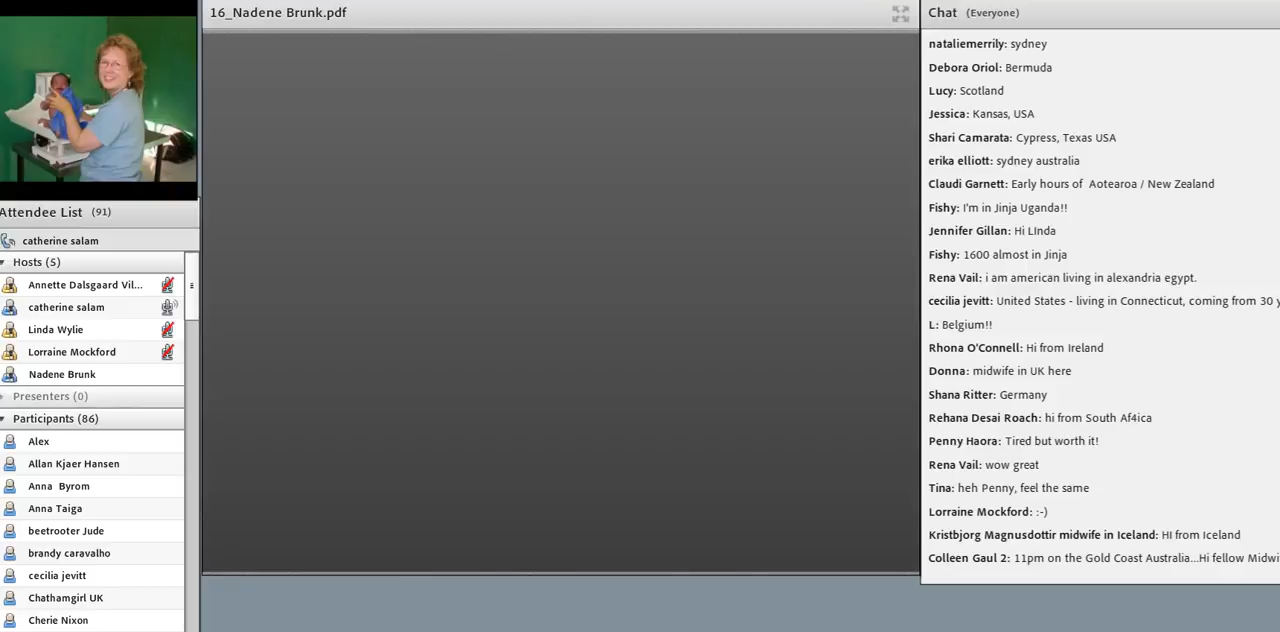 16_Nadene Brunk.pdf
Attendee List (91)
catherine salam
Hosts (5)
Annette Dalsgaard Vil...
catherine salam
Linda Wylie
Lorraine Mockford
Nadene Brunk
Presenters (0)
Participants (86)
Alex
Allan Kjaer Hansen
Anna Byrom
Anna Taiga
beetrooter Jude
brandy caravalho
cecilia jevitt
Chathamgirl UK
Cherie Nixon
Chat (Everyone)
nataliemerrily: sydney
Debora Oriol: Bermuda
Lucy: Scotland
Jessica: Kansas, USA
Shari Camarata: Cypress, Texas USA
erika elliott: sydney australia
Claudi Garnett: Early hours of Aotearoa / New Zealand
Fishy: I'm in Jinja Uganda!!
Jennifer Gillan: Hi LInda
Fishy: 1600 almost in Jinja
Rena Vail: i am american living in alexandria egypt.
cecilia jevitt: United States - living in Connecticut, coming from 30 y
L: Belgium!!
Rhona O'Connell: Hi from Ireland
Donna: midwife in UK here
Shana Ritter: Germany
Rehana Desai Roach: hi from South Af4ica
Penny Haora: Tired but worth it!
Rena Vail: wow great
Tina: heh Penny, feel the same
Lorraine Mockford: :-)
Kristbjorg Magnusdottir midwife in Iceland: HI from Iceland
Colleen Gaul 2: 11pm on the Gold Coast Australia...Hi fellow Midwi